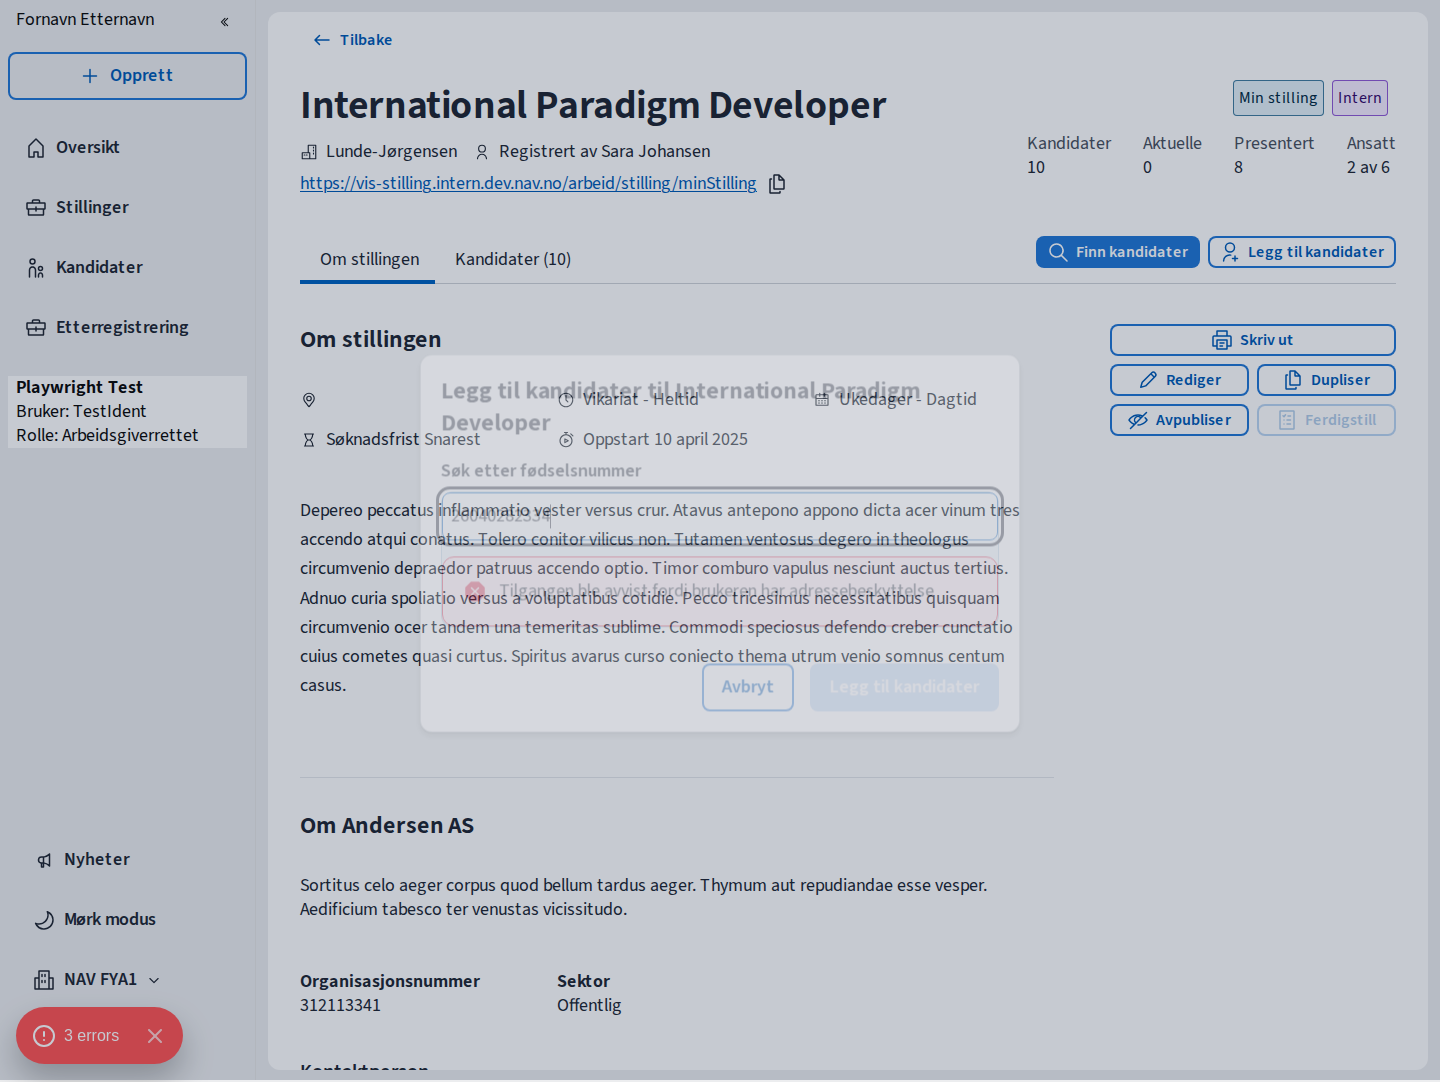 Fornavn Etternavn
Opprett
Oversikt
Stillinger
Kandidater
Etterregistrering
Playwright Test
Bruker: TestIdent
Rolle: Arbeidsgiverrettet
Nyheter
Mørk modus
NAV FYA1
3 errors
Tilbake
International Paradigm Developer
Min stilling
Intern
Lunde-Jørgensen
Registrert av Sara Johansen
https://vis-stilling.intern.dev.nav.no/arbeid/stilling/minStilling
Kandidater
10
Aktuelle
0
Presentert
8
Ansatt
2 av 6
Om stillingen
Kandidater (10)
Finn kandidater
Legg til kandidater
Om stillingen
Skriv ut
Rediger
Dupliser
Avpubliser
Ferdigstill
Vikariat - Heltid
Ukedager - Dagtid
Søknadsfrist Snarest
Oppstart 10 april 2025
Depereo peccatus inflammatio vester versus crur. Atavus antepono appono dicta acer vinum tres
accendo atqui conatus. Tolero conitor vilicus non. Tutamen ventosus degero in theologus
circumvenio depraedor patruus accendo optio. Timor comburo vapulus nesciunt auctus tertius.
Adnuo curia spoliatio versus a voluptatibus cotidie. Pecco tricesimus necessitatibus quisquam
circumvenio ocer tandem una temeritas sublime. Commodi speciosus defendo creber cunctatio
cuius cometes quasi curtus. Spiritus avarus curso coniecto thema utrum venio somnus centum
casus.
Legg til kandidater til International Paradigm
Developer
Søk etter fødselsnummer
Tilgangen ble avvist fordi brukeren har adressebeskyttelse
Avbryt
Legg til kandidater
Om Andersen AS
Sortitus celo aeger corpus quod bellum tardus aeger. Thymum aut repudiandae esse vesper.
Aedificium tabesco ter venustas vicissitudo.
Organisasjonsnummer
312113341
Sektor
Offentlig
Kontaktperson